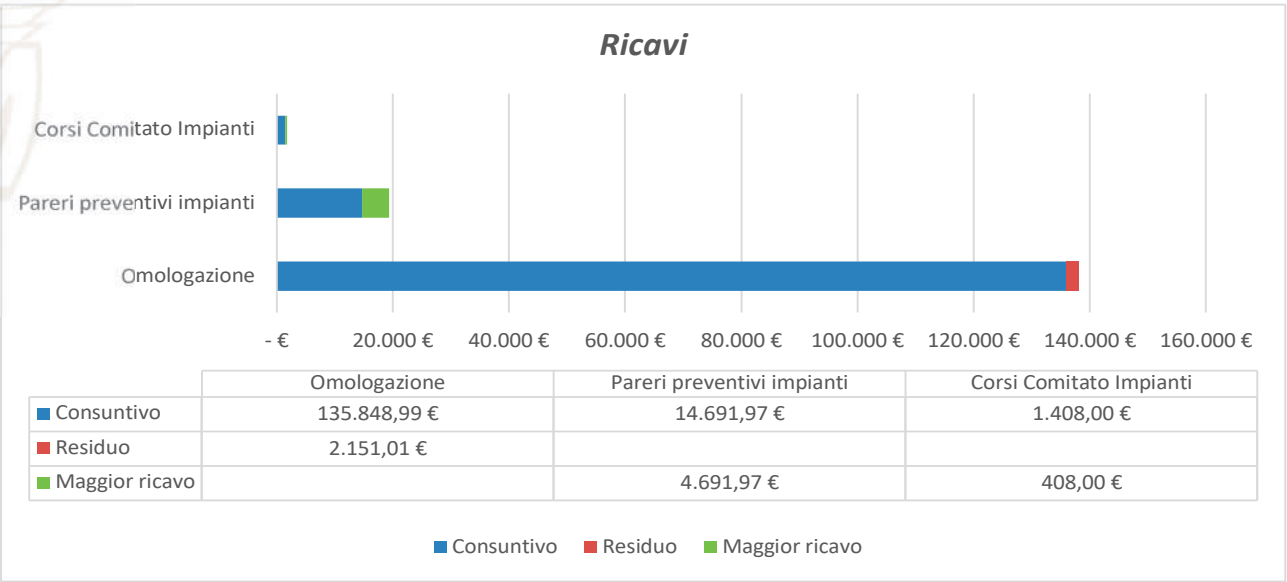 Ricavi
Corsi Comitato Impianti
Pareri preventivi impianti
Omologazione
- € 20.000 € 40.000 € 60.000 € 80.000 € 100.000 € 120.000 € 140.000 € 160.000 €
Omologazione Pareri preventivi impianti Corsi Comitato Impianti
Consuntivo 135.848,99 € 14.691,97 € 1.408,00 €
Residuo 2.151,01 €
Maggior ricavo 4.691,97 € 408,00 €
Consuntivo Residuo Maggior ricavo